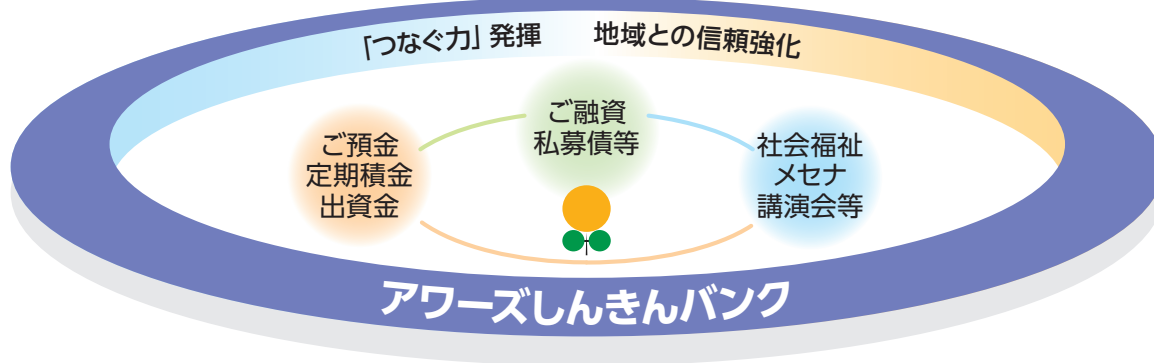 「つなぐ力」発揮　地域との信頼強化
ご融資
私募債等
ご預金
定期積金
出資金
社会福祉
メセナ
講演会等
アワーズしんきんバンク